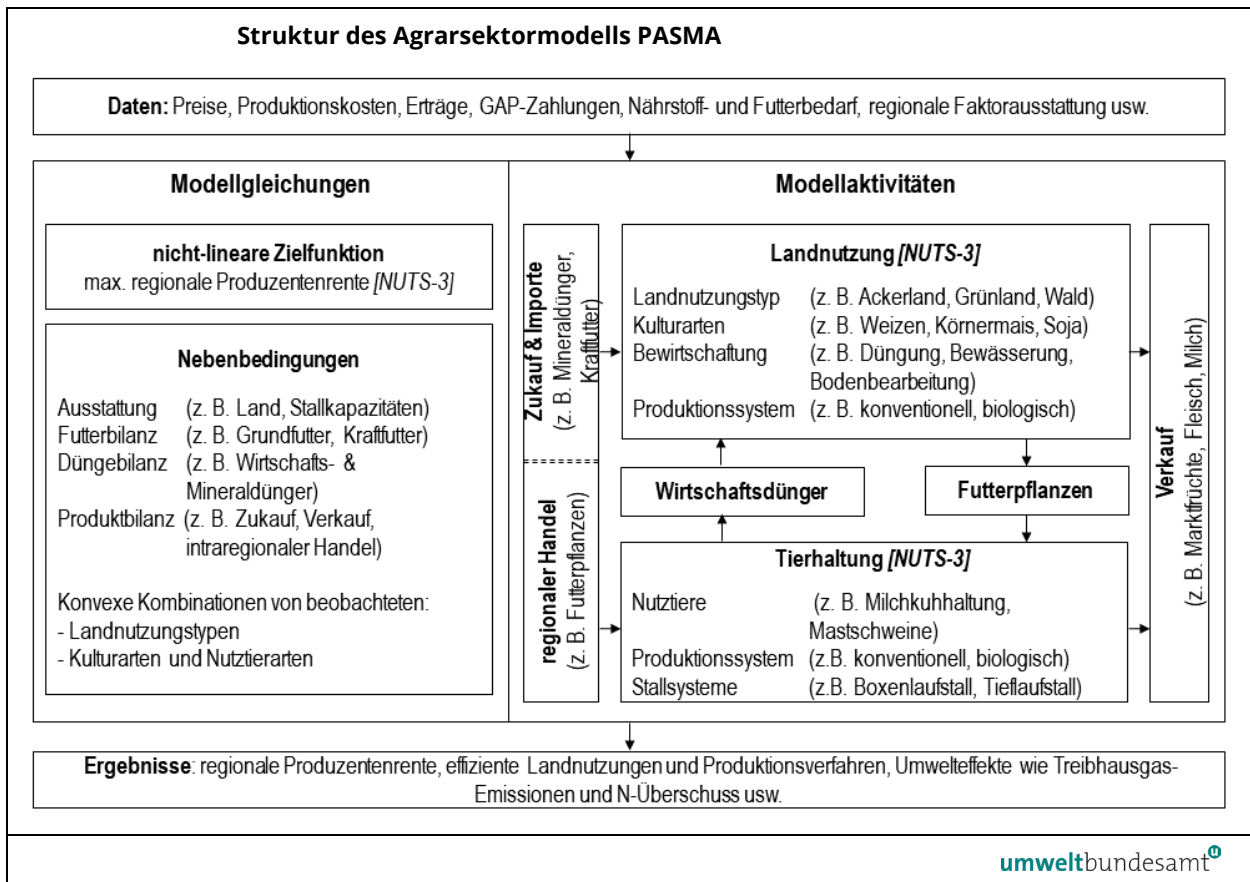 Struktur des Agrarsektormodells PASMA
Daten: Preise, Produktionskosten, Erträge, GAP-Zahlungen, Nährstoff- und Futterbedarf, regionale Faktorausstattung usw.
Modellgleichungen
nicht-lineare Zielfunktion
max. regionale Produzentenrente [NUTS-3]
Nebenbedingungen
Ausstattung (z. B. Land, Stallkapazitäten)
Futterbilanz (z. B. Grundfutter, Kraftfutter)
Düngebilanz (z. B. Wirtschafts- &
Mineraldünger)
Produktbilanz (z. B. Zukauf, Verkauf,
intraregionaler Handel)
Konvexe Kombinationen von beobachteten:
- Landnutzungstypen
- Kulturarten und Nutztierarten
Modellaktivitäten
Zukauf & Importe
(z. B. Mineraldünger,
Kraftfutter)
regionaler Handel
(z. B. Futterpflanzen)
Landnutzung [NUTS-3]
Landnutzungstyp (z. B. Ackerland, Grünland, Wald)
Kulturarten (z. B. Weizen, Körnermais, Soja)
Bewirtschaftung (z. B. Düngung, Bewässerung,
Bodenbearbeitung)
Produktionssystem (z. B. konventionell, biologisch)
Wirtschaftsdünger
Futterpflanzen
Tierhaltung [NUTS-3]
Nutztiere (z. B. Milchkuhhaltung,
Mastschweine)
Produktionssystem (z.B. konventionell, biologisch)
Stallsysteme (z.B. Boxenlaufstall, Tieflaufstall)
Verkauf
(z. B. Marktfrüchte, Fleisch, Milch)
Ergebnisse: regionale Produzentenrente, effiziente Landnutzungen und Produktionsverfahren, Umwelteffekte wie Treibhausgas-
Emissionen und N-Überschuss usw.
umweltbundesamt u